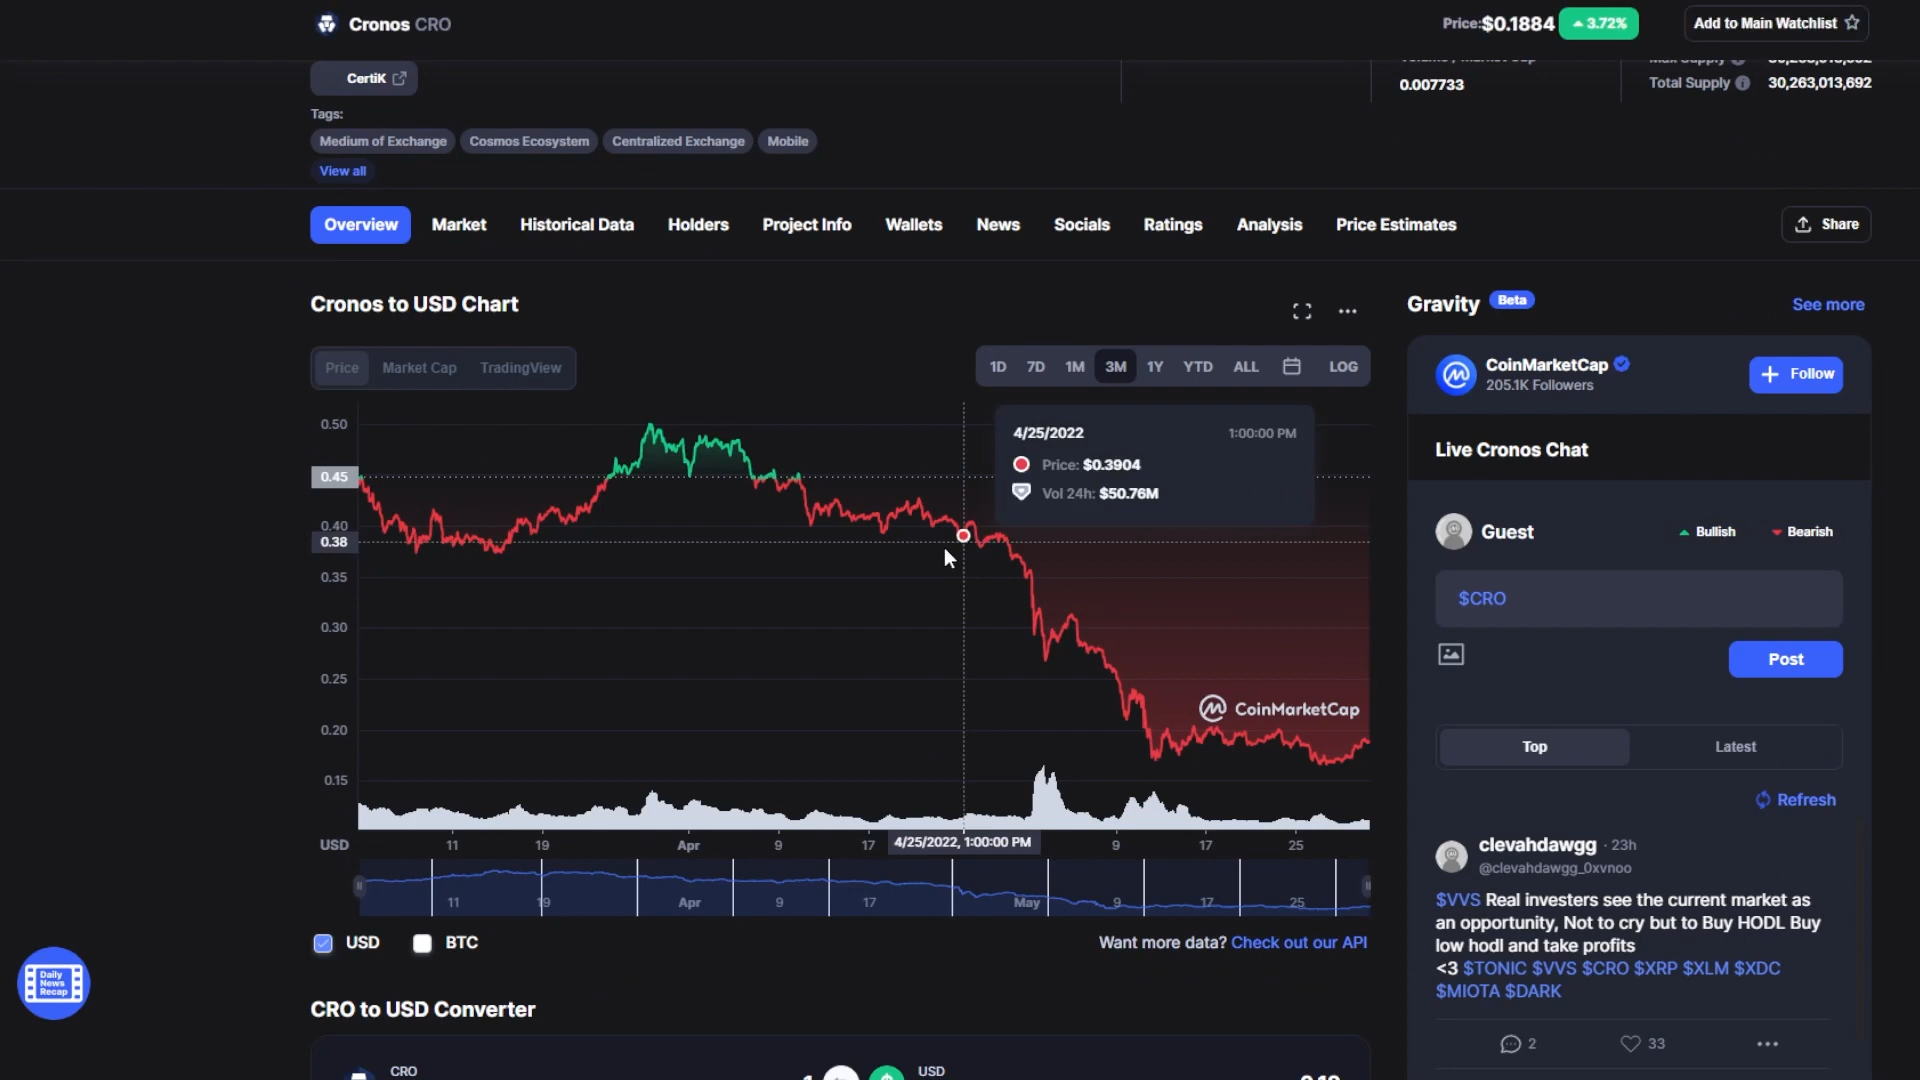 Cronos CRO
Price:$0.1884 3.72%
Add to Main Watchlist
CertiK
0.007733
Total Supply 30,263,013,692
Tags:
Medium of Exchange Cosmos Ecosystem Centralized Exchange Mobile
View all
Overview Market Historical Data Holders Project Info Wallets News Socials Ratings Analysis Price Estimates
Share
Cronos to USD Chart
Price Market Cap TradingView
1D 7D 1M 3M 1Y YTD ALL LOG
0.50
0.45
0.40
0.38
0.35
0.30
0.25
0.20
0.15
4/25/2022 1:00:00 PM
Price: $0.3904
Vol 24h: $50.76M
CoinMarketCap
USD 11 19 Apr 9 17 4/25/2022, 1:00:00 PM 9 17 25
11 19 Apr 9 17 May 9 17 25
USD BTC
Want more data? Check out our API
Daily
News
Recap
CRO to USD Converter
CRO
USD
Gravity Beta
See more
CoinMarketCap
205.1K Followers
Follow
Live Cronos Chat
Guest
Bullish Bearish
$CRO
Post
Top Latest
Refresh
clevahdawgg · 23h
@clevahdawgg_0xvnoo
$VVS Real investers see the current market as
an opportunity, Not to cry but to Buy HODL Buy
low hodl and take profits
<3 $TONIC $VVS $CRO $XRP $XLM $XDC
$MIOTA $DARK
2 33